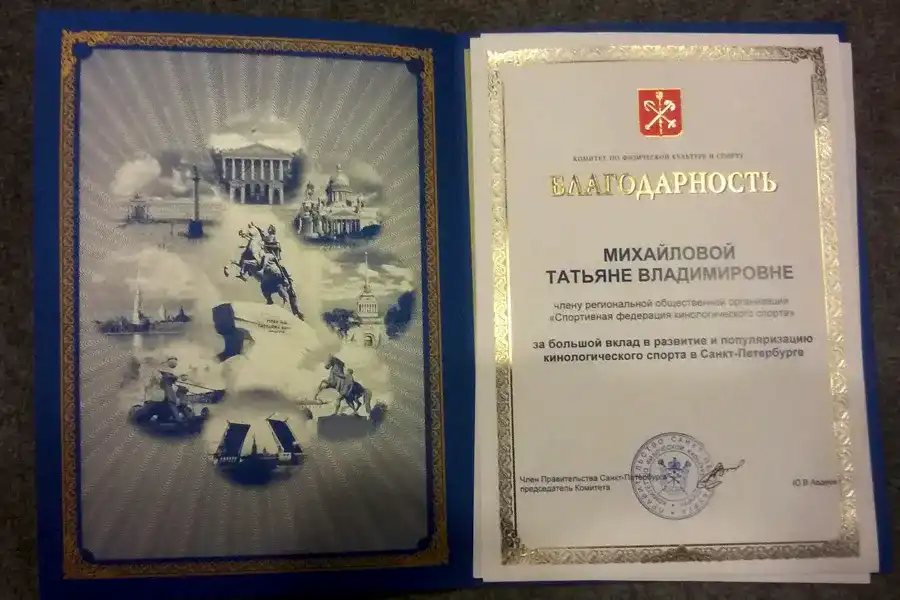 КОМИТЕТ ПО ФИЗИЧЕСКОЙ КУЛЬТУРЕ И СПОРТУ
БЛАГОДАРНОСТЬ
МИХАЙЛОВОЙ
ТАТЬЯНЕ ВЛАДИМИРОВНЕ
члену региональной общественной организации
«Спортивная федерация кинологического спорта»
за большой вклад в развитие и популяризацию
кинологического спорта в Санкт-Петербурге
Член Правительства Санкт-Петербурга
председатель Комитета
Ю.В.Авдеев